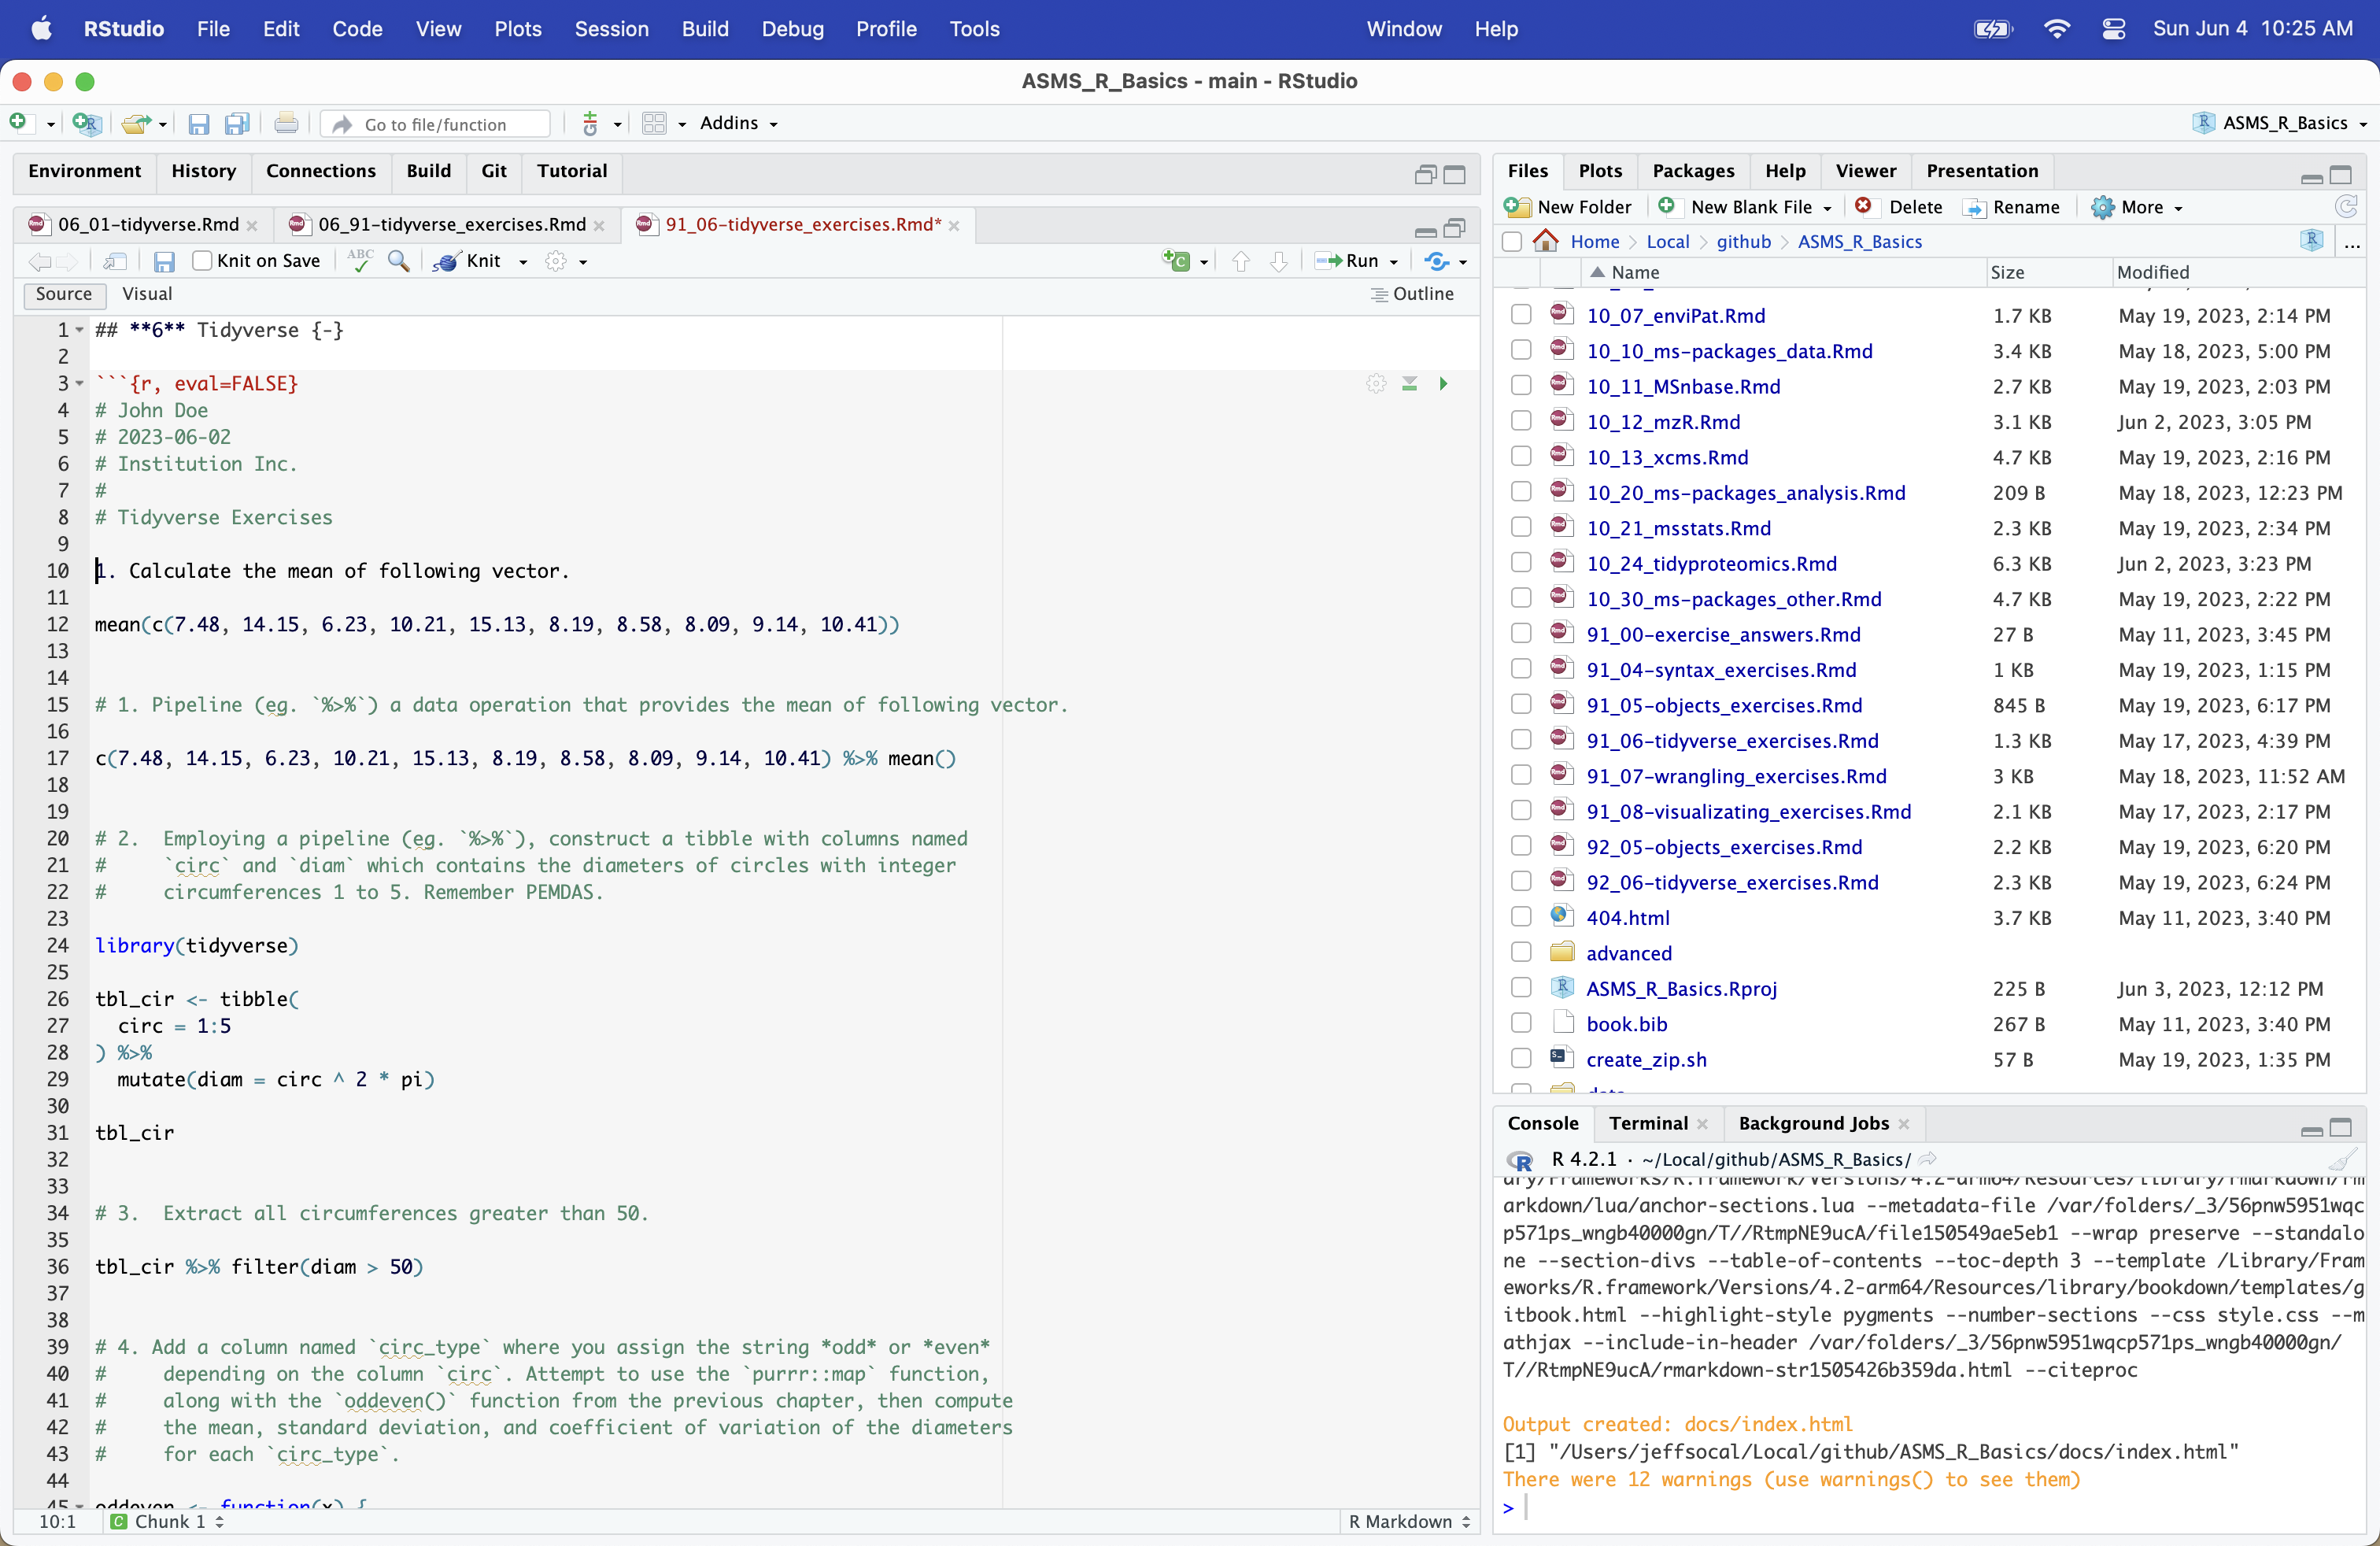 RStudio File Edit Code View Plots Session Build Debug Profile Tools Window Help Sun Jun 4 10:25 AM
ASMS_R_Basics - main - RStudio
Go to file/function Addins ASMS_R_Basics
Environment History Connections Build Git Tutorial
06_01-tidyverse.Rmd 06_91-tidyverse_exercises.Rmd 91_06-tidyverse_exercises.Rmd*
Knit on Save ABC Knit Run
Source Visual Outline
1 ## **6** Tidyverse {-}
2
3 ```{r, eval=FALSE}
4 # John Doe
5 # 2023-06-02
6 # Institution Inc.
7 #
8 # Tidyverse Exercises
9
10 1. Calculate the mean of following vector.
11
12 mean(c(7.48, 14.15, 6.23, 10.21, 15.13, 8.19, 8.58, 8.09, 9.14, 10.41))
13
14
15 # 1. Pipeline (eg. `%>%`) a data operation that provides the mean of following vector.
16
17 c(7.48, 14.15, 6.23, 10.21, 15.13, 8.19, 8.58, 8.09, 9.14, 10.41) %>% mean()
18
19
20 # 2.  Employing a pipeline (eg. `%>%`), construct a tibble with columns named
21 #     `circ` and `diam` which contains the diameters of circles with integer
22 #     circumferences 1 to 5. Remember PEMDAS.
23
24 library(tidyverse)
25
26 tbl_cir <- tibble(
27   circ = 1:5
28 ) %>%
29   mutate(diam = circ ^ 2 * pi)
30
31 tbl_cir
32
33
34 # 3.  Extract all circumferences greater than 50.
35
36 tbl_cir %>% filter(diam > 50)
37
38
39 # 4. Add a column named `circ_type` where you assign the string *odd* or *even*
40 #     depending on the column `circ`. Attempt to use the `purrr::map` function,
41 #     along with the `oddeven()` function from the previous chapter, then compute
42 #     the mean, standard deviation, and coefficient of variation of the diameters
43 #     for each `circ_type`.
44
45 oddeven <- function(x) {
10:1 C Chunk 1 R Markdown
Files Plots Packages Help Viewer Presentation
New Folder New Blank File Delete Rename More
Home Local github ASMS_R_Basics ...
Name Size Modified
10_07_enviPat.Rmd 1.7 KB May 19, 2023, 2:14 PM
10_10_ms-packages_data.Rmd 3.4 KB May 18, 2023, 5:00 PM
10_11_MSnbase.Rmd 2.7 KB May 19, 2023, 2:03 PM
10_12_mzR.Rmd 3.1 KB Jun 2, 2023, 3:05 PM
10_13_xcms.Rmd 4.7 KB May 19, 2023, 2:16 PM
10_20_ms-packages_analysis.Rmd 209 B May 18, 2023, 12:23 PM
10_21_msstats.Rmd 2.3 KB May 19, 2023, 2:34 PM
10_24_tidyproteomics.Rmd 6.3 KB Jun 2, 2023, 3:23 PM
10_30_ms-packages_other.Rmd 4.7 KB May 19, 2023, 2:22 PM
91_00-exercise_answers.Rmd 27 B May 11, 2023, 3:45 PM
91_04-syntax_exercises.Rmd 1 KB May 19, 2023, 1:15 PM
91_05-objects_exercises.Rmd 845 B May 19, 2023, 6:17 PM
91_06-tidyverse_exercises.Rmd 1.3 KB May 17, 2023, 4:39 PM
91_07-wrangling_exercises.Rmd 3 KB May 18, 2023, 11:52 AM
91_08-visualizating_exercises.Rmd 2.1 KB May 17, 2023, 2:17 PM
92_05-objects_exercises.Rmd 2.2 KB May 19, 2023, 6:20 PM
92_06-tidyverse_exercises.Rmd 2.3 KB May 19, 2023, 6:24 PM
404.html 3.7 KB May 11, 2023, 3:40 PM
advanced
ASMS_R_Basics.Rproj 225 B Jun 3, 2023, 12:12 PM
book.bib 267 B May 11, 2023, 3:40 PM
create_zip.sh 57 B May 19, 2023, 1:35 PM
Console Terminal Background Jobs
R 4.2.1 · ~/Local/github/ASMS_R_Basics/
ary/Frameworks/R.framework/Versions/4.2-arm64/Resources/library/rmarkdown/rm
arkdown/lua/anchor-sections.lua --metadata-file /var/folders/_3/56pnw5951wqc
p571ps_wngb40000gn/T//RtmpNE9ucA/file150549ae5eb1 --wrap preserve --standalo
ne --section-divs --table-of-contents --toc-depth 3 --template /Library/Fram
eworks/R.framework/Versions/4.2-arm64/Resources/library/bookdown/templates/g
itbook.html --highlight-style pygments --number-sections --css style.css --m
athjax --include-in-header /var/folders/_3/56pnw5951wqcp571ps_wngb40000gn/
T//RtmpNE9ucA/rmarkdown-str1505426b359da.html --citeproc
Output created: docs/index.html
[1] "/Users/jeffsocal/Local/github/ASMS_R_Basics/docs/index.html"
There were 12 warnings (use warnings() to see them)
>